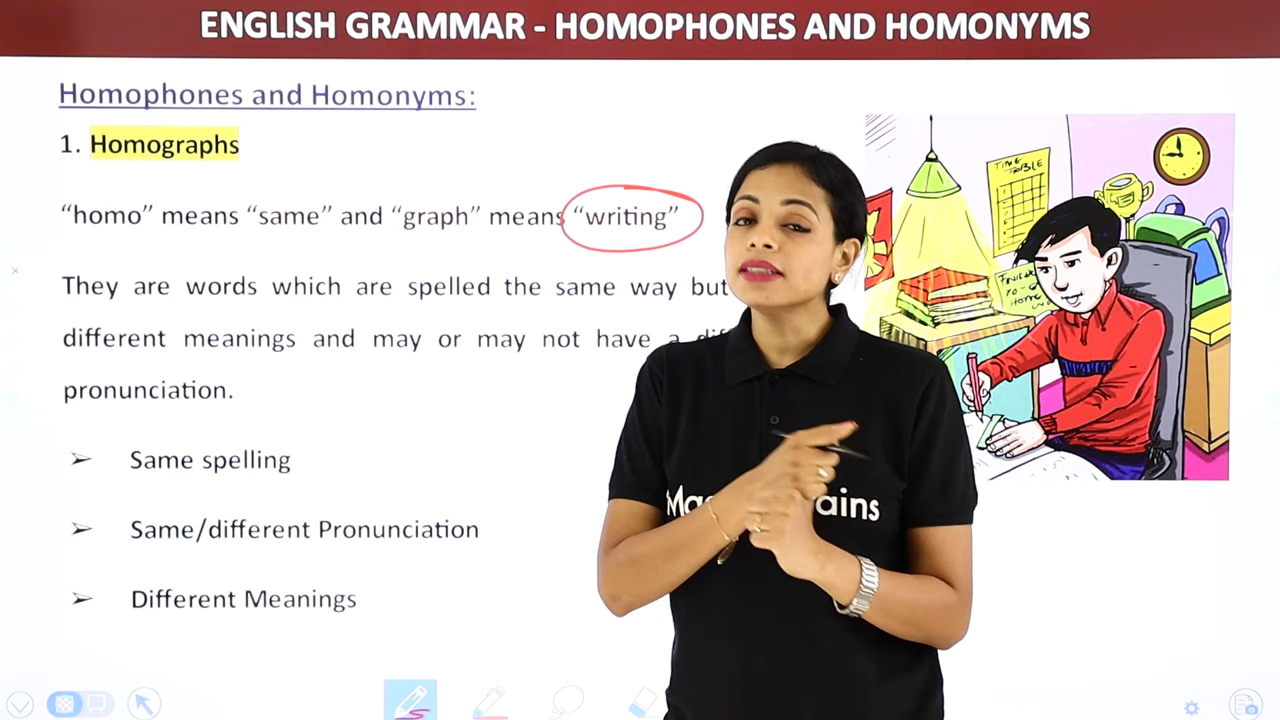 ENGLISH GRAMMAR - HOMOPHONES AND HOMONYMS
Homophones and Homonyms:
1. Homographs
“homo” means “same” and “graph” means “writing”
They are words which are spelled the same way but
different meanings and may or may not have a
pronunciation.
➢ Same spelling
➢ Same/different Pronunciation
➢ Different Meanings
TIME
TABLE